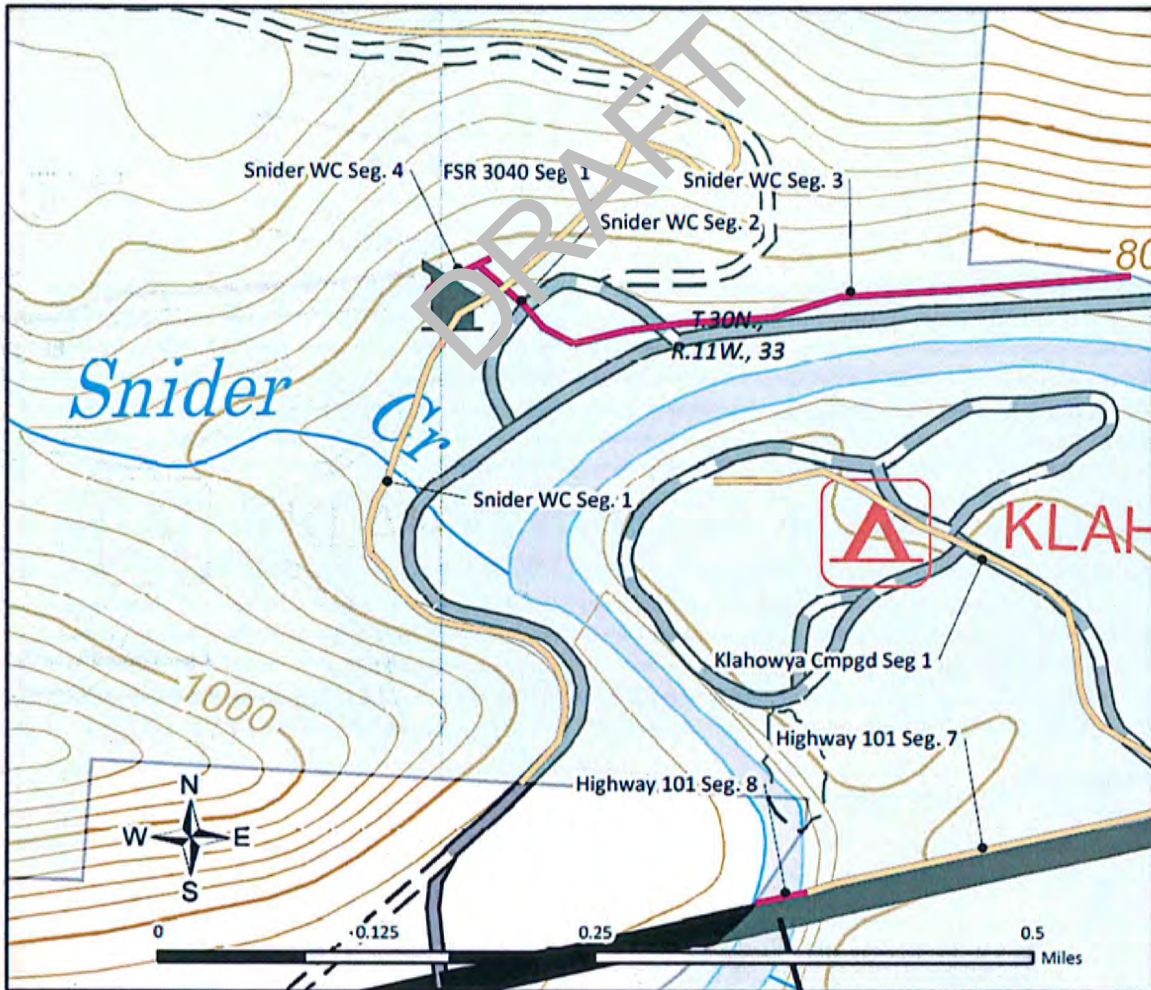 DRAFT
Snider WC Seg. 4
FSR 3040 Seg. 1
Snider WC Seg. 3
Snider WC Seg. 2
80
T.30N.,
R.11W., 33
Snider
Cr
Snider WC Seg. 1
KLAH
Klahowya Cmpgd Seg 1
1000
Highway 101 Seg. 7
Highway 101 Seg. 8
N
W E
S
0 0.125 0.25 0.5
Miles